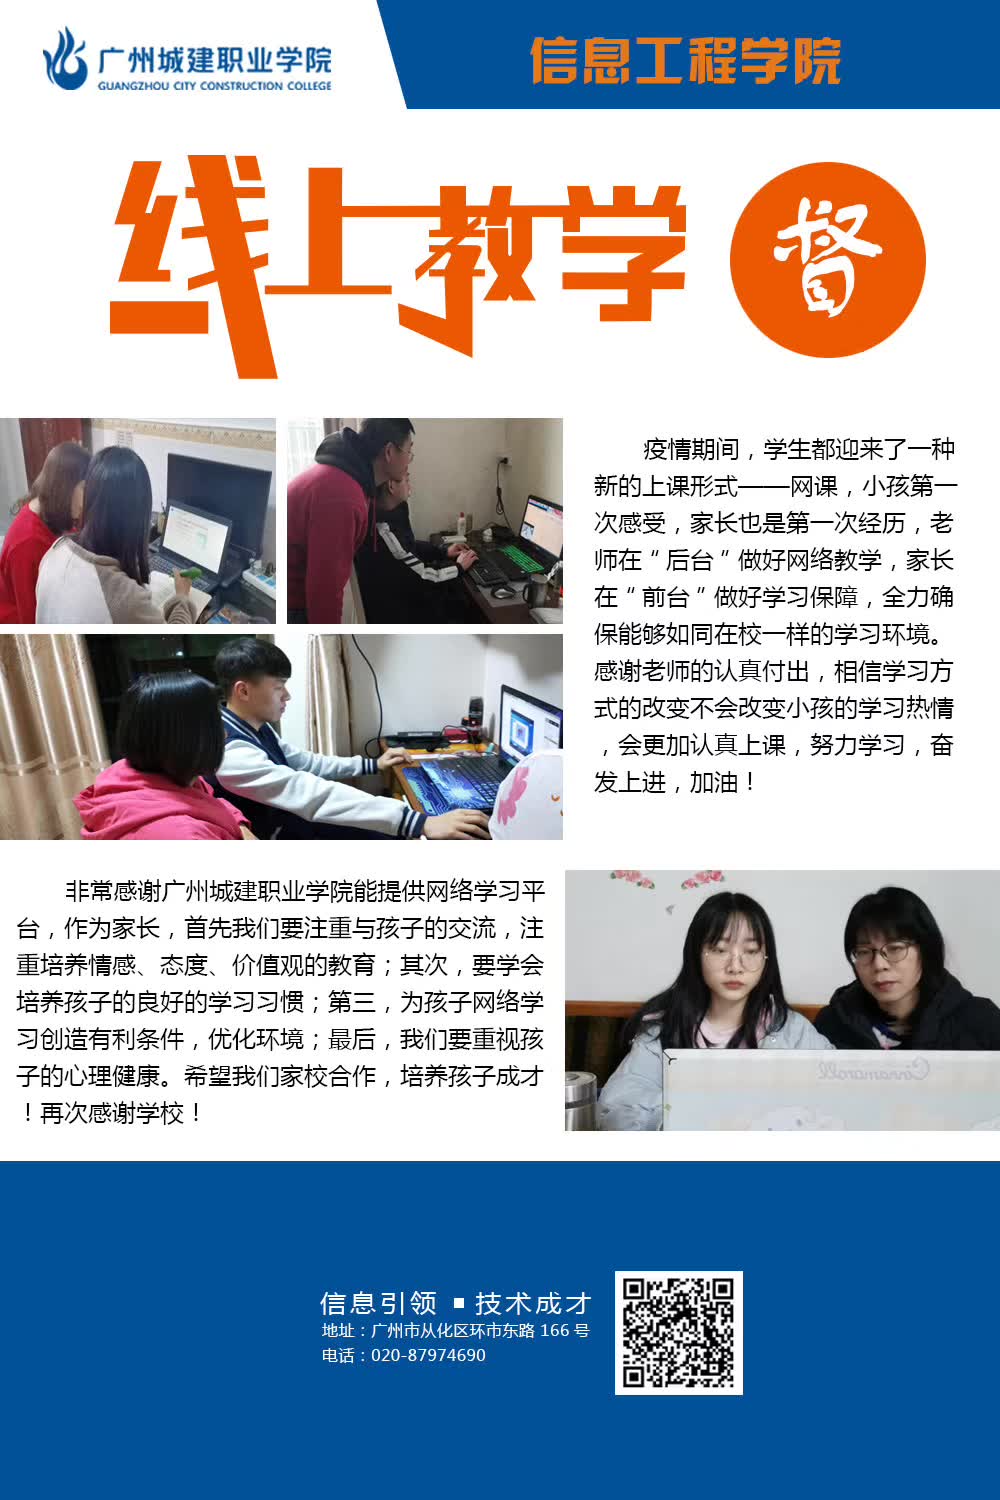 广州城建职业学院
GUANGZHOU CITY CONSTRUCTION COLLEGE
信息工程学院
线上教学
督
疫情期间，学生都迎来了一种
新的上课形式——网课，小孩第一
次感受，家长也是第一次经历，老
师在“后台”做好网络教学，家长
在“前台”做好学习保障，全力确
保能够如同在校一样的学习环境。
感谢老师的认真付出，相信学习方
式的改变不会改变小孩的学习热情
，会更加认真上课，努力学习，奋
发上进，加油！
非常感谢广州城建职业学院能提供网络学习平
台，作为家长，首先我们要注重与孩子的交流，注
重培养情感、态度、价值观的教育；其次，要学会
培养孩子的良好的学习习惯；第三，为孩子网络学
习创造有利条件，优化环境；最后，我们要重视孩
子的心理健康。希望我们家校合作，培养孩子成才
！再次感谢学校！
Cinnamoroll
信息引领 ▪ 技术成才
地址：广州市从化区环市东路 166 号
电话：020-87974690